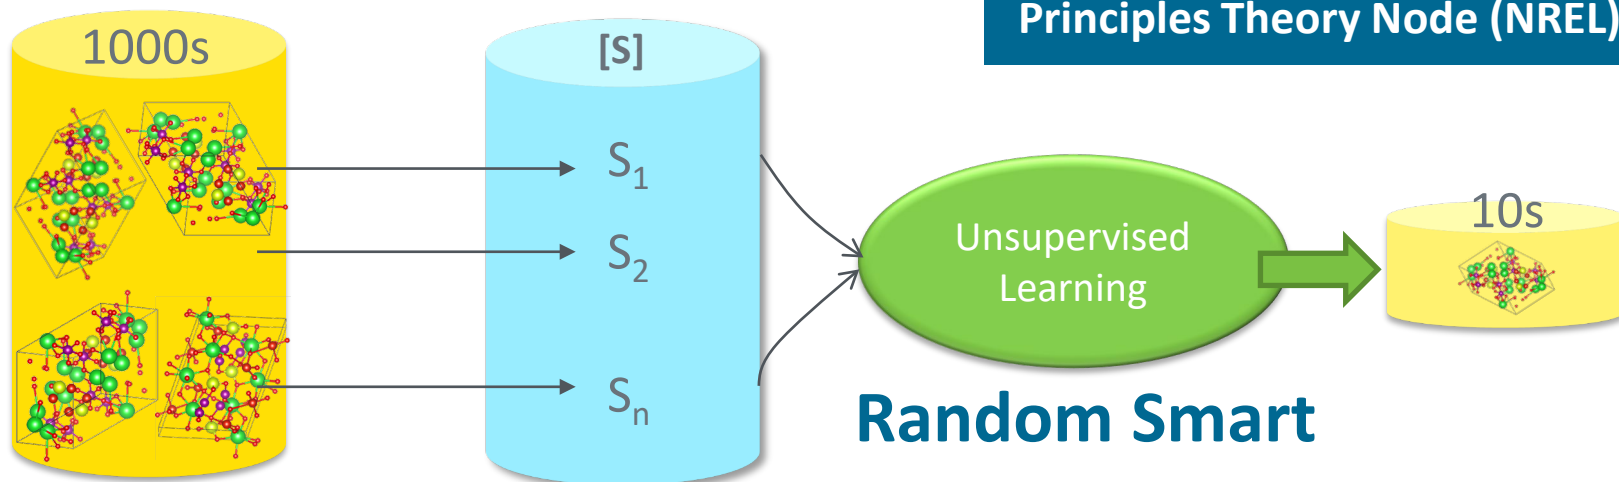 Principles Theory Node (NREL)
1000s
[S]
S₁
S₂
Sₙ
Unsupervised
Learning
10s
Random Smart